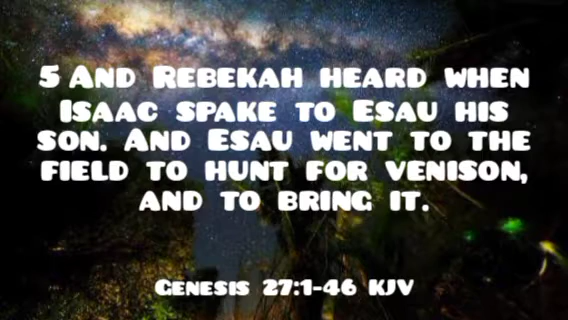 5 And Rebekah heard when
Isaac spake to Esau his
son. And Esau went to the
field to hunt for venison,
and to bring it.
Genesis 27:1-46 KJV